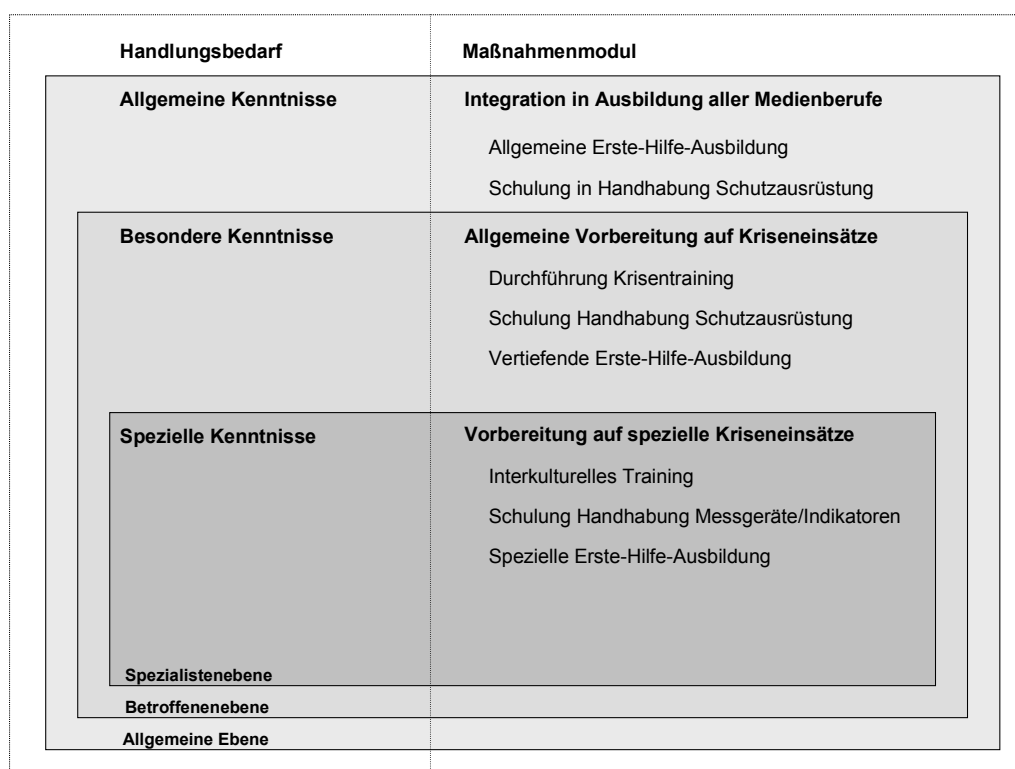 Handlungsbedarf Maßnahmenmodul
Allgemeine Kenntnisse Integration in Ausbildung aller Medienberufe
Allgemeine Erste-Hilfe-Ausbildung
Schulung in Handhabung Schutzausrüstung
Besondere Kenntnisse Allgemeine Vorbereitung auf Kriseneinsätze
Durchführung Krisentraining
Schulung Handhabung Schutzausrüstung
Vertiefende Erste-Hilfe-Ausbildung
Spezielle Kenntnisse Vorbereitung auf spezielle Kriseneinsätze
Interkulturelles Training
Schulung Handhabung Messgeräte/Indikatoren
Spezielle Erste-Hilfe-Ausbildung
Spezialistenebene
Betroffenenebene
Allgemeine Ebene